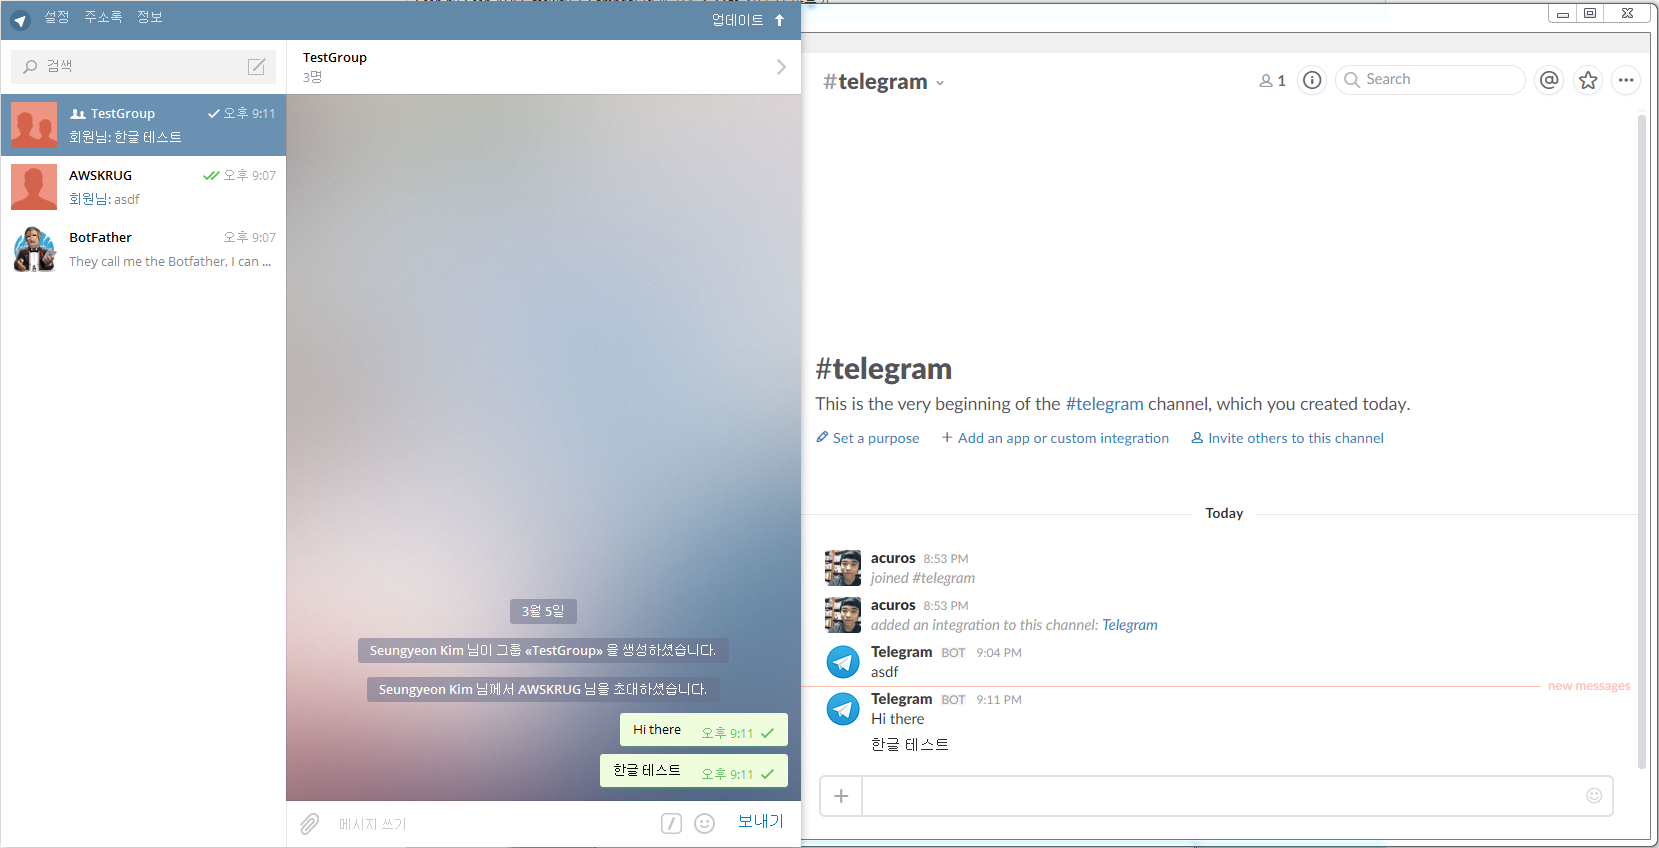 설정 주소록 정보
업데이트
검색
TestGroup 오후 9:11
회원님: 한글 테스트
AWSKRUG 오후 9:07
회원님: asdf
BotFather 오후 9:07
They call me the Botfather, I can ...
TestGroup
3명
3월 5일
Seungyeon Kim 님이 그룹 «TestGroup» 을 생성하셨습니다.
Seungyeon Kim 님께서 AWSKRUG 님을 초대하셨습니다.
Hi there 오후 9:11
한글 테스트 오후 9:11
메시지 쓰기
보내기
#telegram
1
Search
#telegram
This is the very beginning of the #telegram channel, which you created today.
Set a purpose + Add an app or custom integration Invite others to this channel
Today
acuros 8:53 PM
joined #telegram
acuros 8:53 PM
added an integration to this channel: Telegram
Telegram BOT 9:04 PM
asdf
new messages
Telegram BOT 9:11 PM
Hi there
한글 테스트